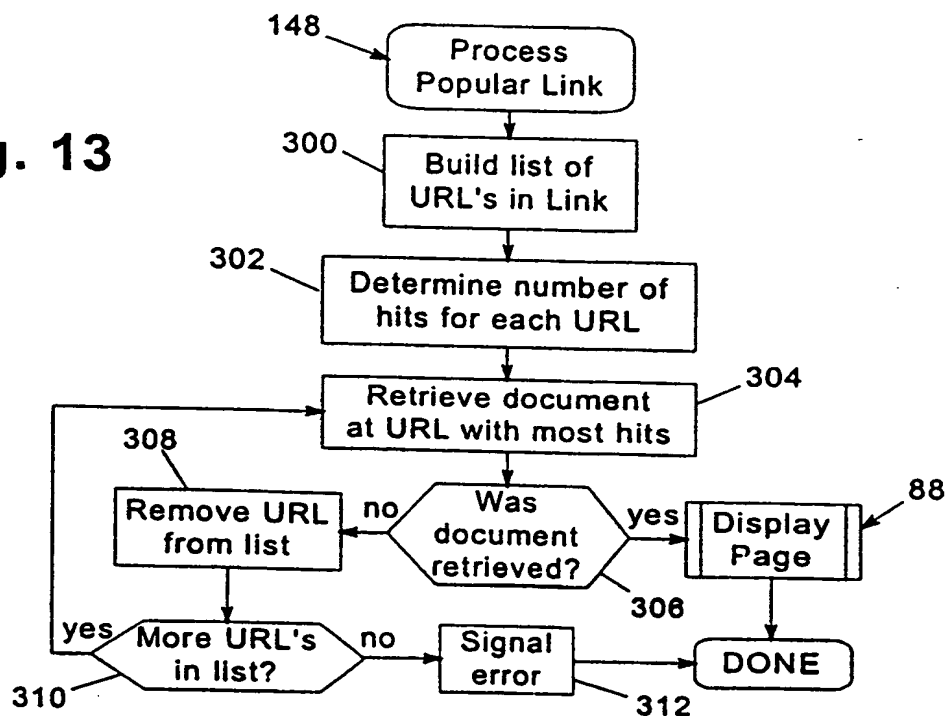 148
Process
Popular Link
g. 13
300
Build list of
URL's in Link
302
Determine number of
hits for each URL
304
Retrieve document
at URL with most hits
308
Remove URL
from list
no
Was
document
retrieved?
306
yes
88
Display
Page
yes
More URL's
in list?
310
no
Signal
error
312
DONE